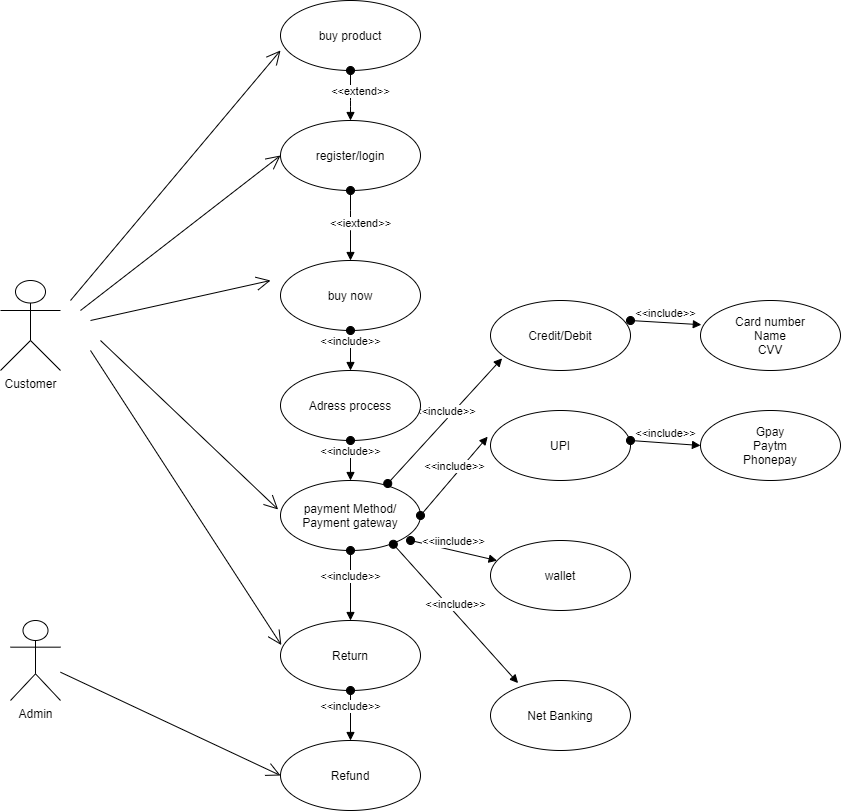 buy product
<<extend>>
register/login
<<iextend>>
buy now
<<include>>
Adress process
<<include>>
payment Method/
Payment gateway
<<include>>
Return
<<include>>
Refund
Customer
Admin
<<include>>
Credit/Debit
<<include>>
Card number
Name
CVV
<<include>>
UPI
<<include>>
Gpay
Paytm
Phonepay
<<iinclude>>
wallet
<<include>>
Net Banking